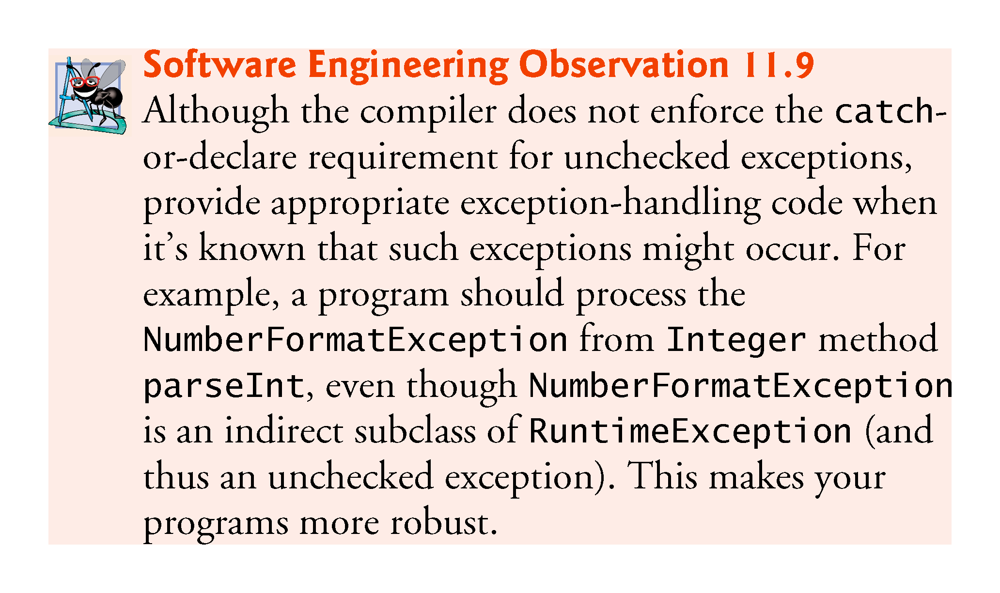 Software Engineering Observation 11.9
Although the compiler does not enforce the catch-
or-declare requirement for unchecked exceptions,
provide appropriate exception-handling code when
it’s known that such exceptions might occur. For
example, a program should process the
NumberFormatException from Integer method
parseInt, even though NumberFormatException
is an indirect subclass of RuntimeException (and
thus an unchecked exception). This makes your
programs more robust.